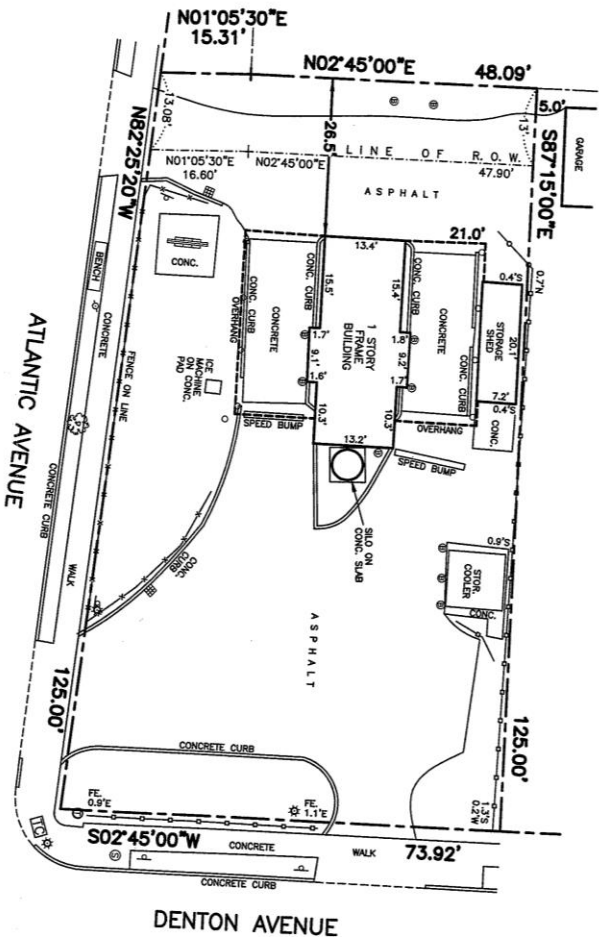 N01°05'30"E
15.31'
N02°45'00"E
48.09'
5.0'
GARAGE
13.08'
13'
S87°15'00"E
N82°25'20"W
26.5'
LINE OF R.O.W.
N01°05'30"E
16.60'
N02°45'00"E
47.90'
ASPHALT
21.0'
0.7'N
0.4'S
CONC.
13.4'
CONC. CURB
CONCRETE
CONC. CURB
OVERHANG
15.5'
15.4'
CONC. CURB
CONCRETE
CONC. CURB
20.1'
STORAGE
SHED
7.2'
0.4'S
CONC.
1 STORY
FRAME
BUILDING
1.7'
9.1'
1.6'
1.8'
9.2'
1.7'
BENCH
CONCRETE
FENCE ON LINE
ICE
MACHINE
ON CONC.
PAD
10.3'
10.3'
13.2'
SPEED BUMP
OVERHANG
SPEED BUMP
SILO ON
CONC. SLAB
ATLANTIC AVENUE
CONCRETE CURB
WALK
CONC.
CURB
0.9'S
STOR.
COOLER
CONC.
ASPHALT
125.00'
125.00'
CONCRETE CURB
FE.
0.9'E
FE.
1.1'E
1.3'S
0.2'W
TC
S02°45'00"W
CONCRETE
WALK
73.92'
S
CONCRETE CURB
DENTON AVENUE